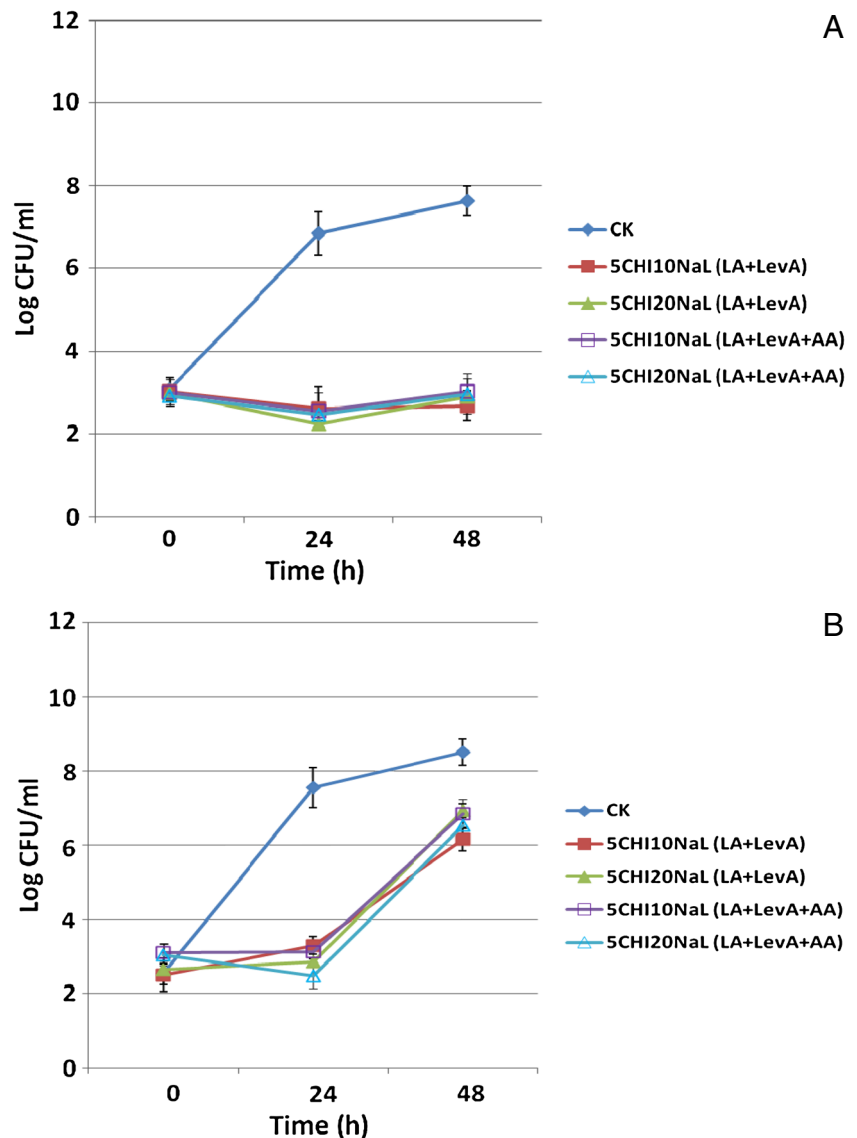 A
12
10
8
6
4
2
0
Log CFU/ml
0 24 48
Time (h)
CK
5CHI10NaL (LA+LevA)
5CHI20NaL (LA+LevA)
5CHI10NaL (LA+LevA+AA)
5CHI20NaL (LA+LevA+AA)
B
12
10
8
6
4
2
0
Log CFU/ml
0 24 48
Time (h)
CK
5CHI10NaL (LA+LevA)
5CHI20NaL (LA+LevA)
5CHI10NaL (LA+LevA+AA)
5CHI20NaL (LA+LevA+AA)